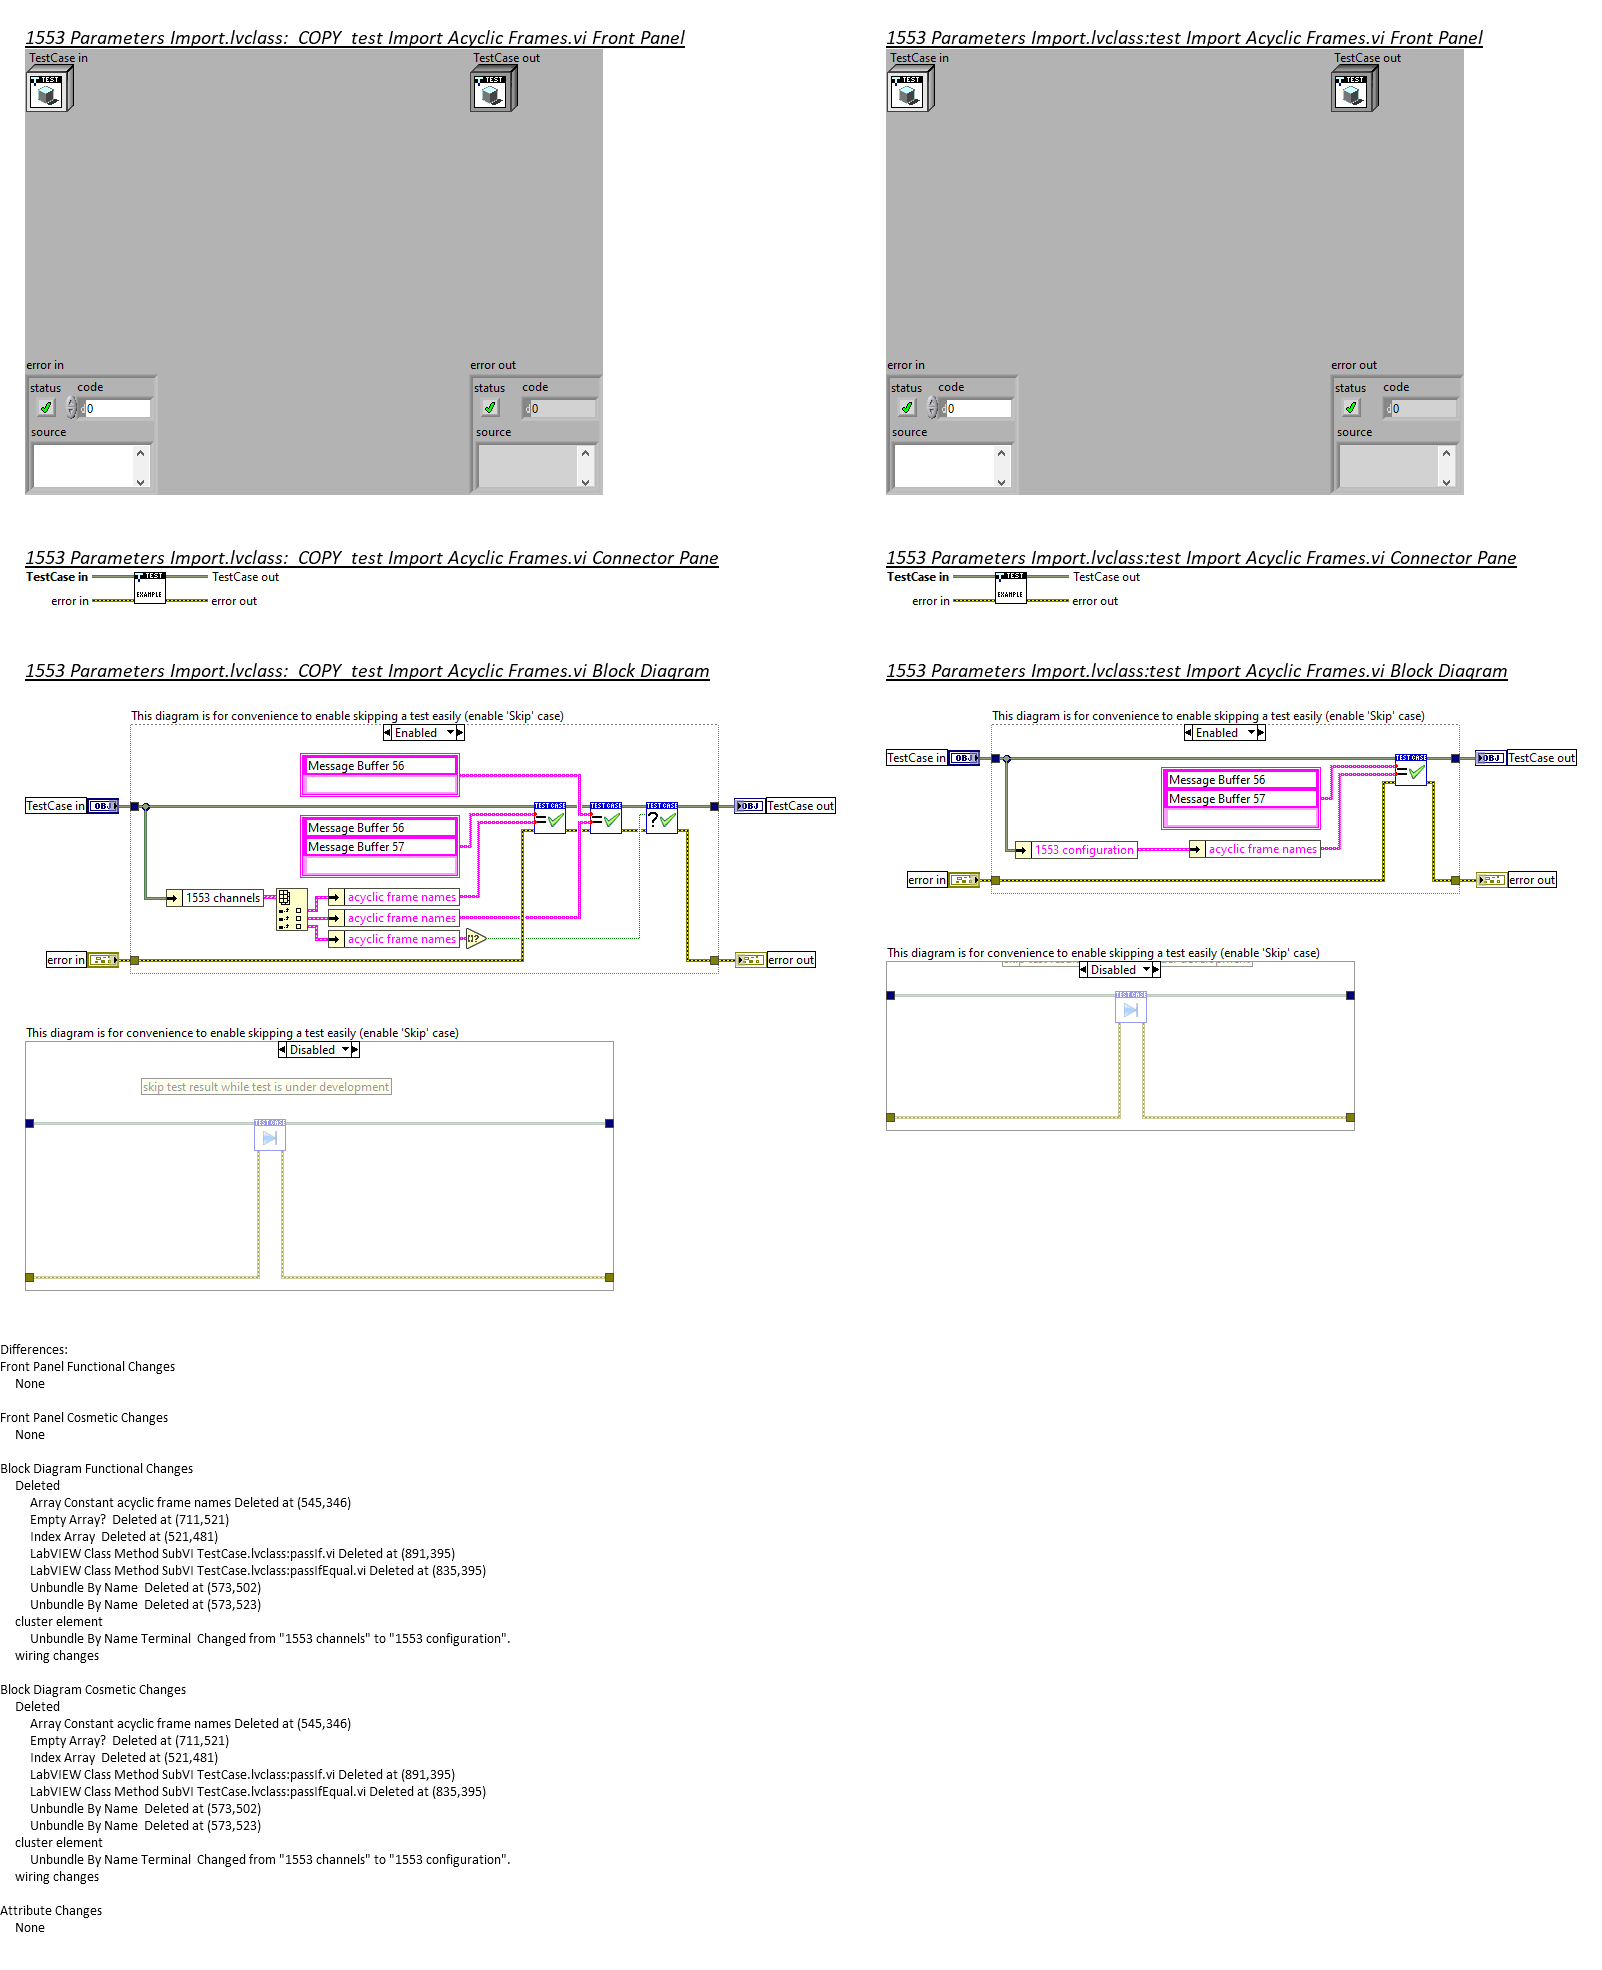 1553 Parameters Import.lvclass:_COPY_test Import Acyclic Frames.vi Front Panel
TestCase in
TestCase out
TEST
TEST
error in
error out
status code
status code
0
0
source
source
1553 Parameters Import.lvclass:_COPY_test Import Acyclic Frames.vi Connector Pane
TestCase in
TEST
TestCase out
error in
EXAMPLE
error out
1553 Parameters Import.lvclass:_COPY_test Import Acyclic Frames.vi Block Diagram
This diagram is for convenience to enable skipping a test easily (enable 'Skip' case)
Enabled
Message Buffer 56
TestCase in
OBJ
TEST CASE
TEST CASE
TEST CASE
OBJ
TestCase out
Message Buffer 56
Message Buffer 57
1553 channels
acyclic frame names
acyclic frame names
acyclic frame names
error in
error out
This diagram is for convenience to enable skipping a test easily (enable 'Skip' case)
Disabled
skip test result while test is under development
TEST CASE
1553 Parameters Import.lvclass:test Import Acyclic Frames.vi Front Panel
TestCase in
TestCase out
TEST
TEST
error in
error out
status code
status code
0
0
source
source
1553 Parameters Import.lvclass:test Import Acyclic Frames.vi Connector Pane
TestCase in
TEST
TestCase out
error in
EXAMPLE
error out
1553 Parameters Import.lvclass:test Import Acyclic Frames.vi Block Diagram
This diagram is for convenience to enable skipping a test easily (enable 'Skip' case)
Enabled
TestCase in
OBJ
TEST CASE
OBJ
TestCase out
Message Buffer 56
Message Buffer 57
1553 configuration
acyclic frame names
error in
error out
This diagram is for convenience to enable skipping a test easily (enable 'Skip' case)
Disabled
TEST CASE
Differences:
Front Panel Functional Changes
None
Front Panel Cosmetic Changes
None
Block Diagram Functional Changes
Deleted
Array Constant acyclic frame names Deleted at (545,346)
Empty Array?  Deleted at (711,521)
Index Array  Deleted at (521,481)
LabVIEW Class Method SubVI TestCase.lvclass:passIf.vi Deleted at (891,395)
LabVIEW Class Method SubVI TestCase.lvclass:passIfEqual.vi Deleted at (835,395)
Unbundle By Name  Deleted at (573,502)
Unbundle By Name  Deleted at (573,523)
cluster element
Unbundle By Name Terminal  Changed from "1553 channels" to "1553 configuration".
wiring changes
Block Diagram Cosmetic Changes
Deleted
Array Constant acyclic frame names Deleted at (545,346)
Empty Array?  Deleted at (711,521)
Index Array  Deleted at (521,481)
LabVIEW Class Method SubVI TestCase.lvclass:passIf.vi Deleted at (891,395)
LabVIEW Class Method SubVI TestCase.lvclass:passIfEqual.vi Deleted at (835,395)
Unbundle By Name  Deleted at (573,502)
Unbundle By Name  Deleted at (573,523)
cluster element
Unbundle By Name Terminal  Changed from "1553 channels" to "1553 configuration".
wiring changes
Attribute Changes
None